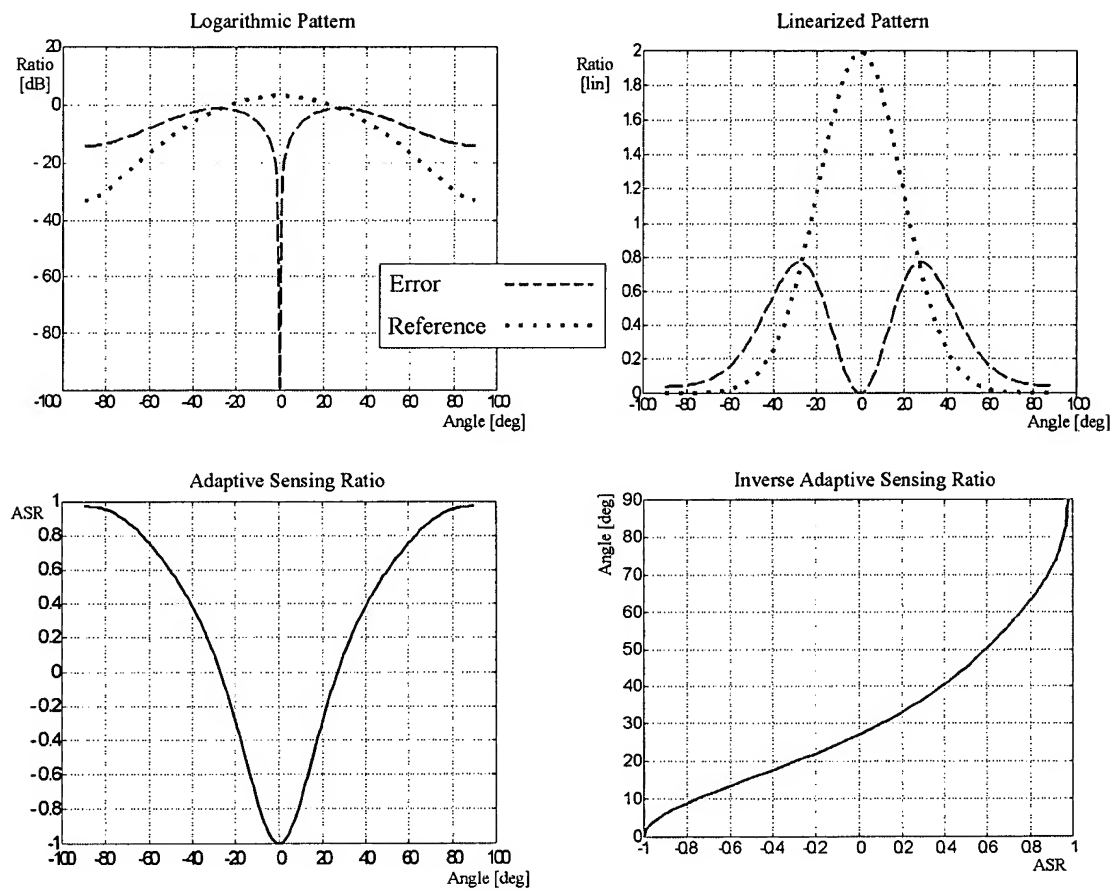 Logarithmic Pattern
Ratio
[dB]
20
0
-20
-40
-60
-80
-100 -80 -60 -40 -20 0 20 40 60 80 100
Angle [deg]
Linearized Pattern
Ratio
[lin]
2
1.8
1.6
1.4
1.2
1
0.8
0.6
0.4
0.2
0
-100 -80 -60 -40 -20 0 20 40 60 80 100
Angle [deg]
Error
Reference
Adaptive Sensing Ratio
ASR
1
0.8
0.6
0.4
0.2
0
-0.2
-0.4
-0.6
-0.8
-1
-100 -80 -60 -40 -20 0 20 40 60 80 100
Angle [deg]
Inverse Adaptive Sensing Ratio
Angle [deg]
90
80
70
60
50
40
30
20
10
0
-1 -0.8 -0.6 -0.4 -0.2 0 0.2 0.4 0.6 0.8 1
ASR